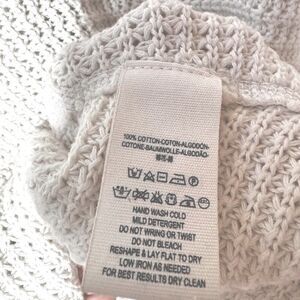 100% COTTON-COTON-ALGODÓN-
COTONE-BAUMWOLLE-ALGODÃO-
HAND WASH COLD
MILD DETERGENT
DO NOT WRING OR TWIST
DO NOT BLEACH
RESHAPE & LAY FLAT TO DRY
LOW IRON AS NEEDED
FOR BEST RESULTS DRY CLEAN